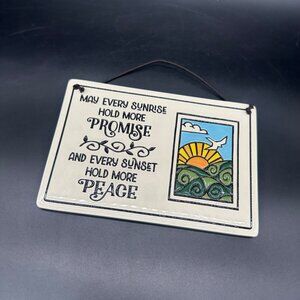 MAY EVERY SUNRISE
HOLD MORE
PROMISE
AND EVERY SUNSET
HOLD MORE
PEACE